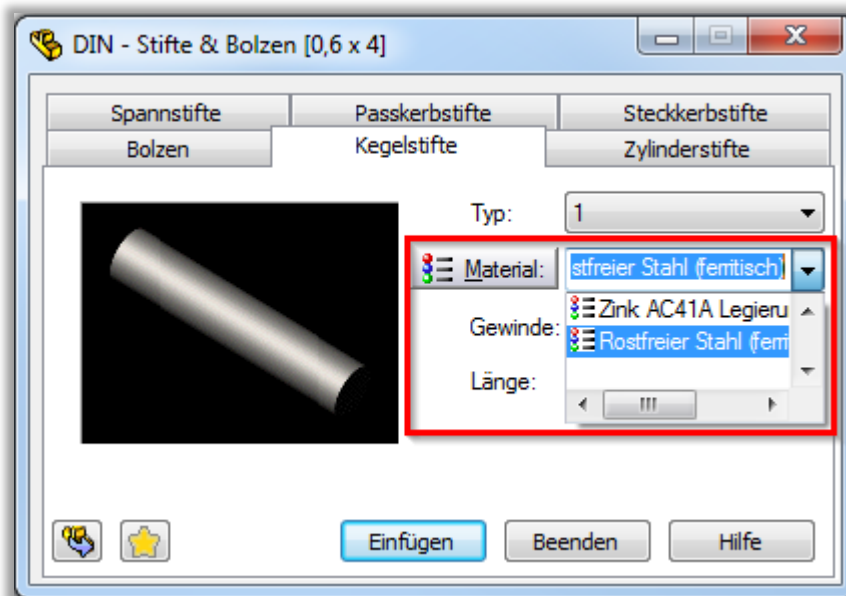 DIN - Stifte & Bolzen [0,6 x 4]
Spannstifte Passkerbstifte Steckkerbstifte
Bolzen Kegelstifte Zylinderstifte
Typ: 1
Material: stfreier Stahl (ferritisch)
Zink AC41A Legieru
Gewinde:
Rostfreier Stahl (ferri
Länge:
Einfügen Beenden Hilfe